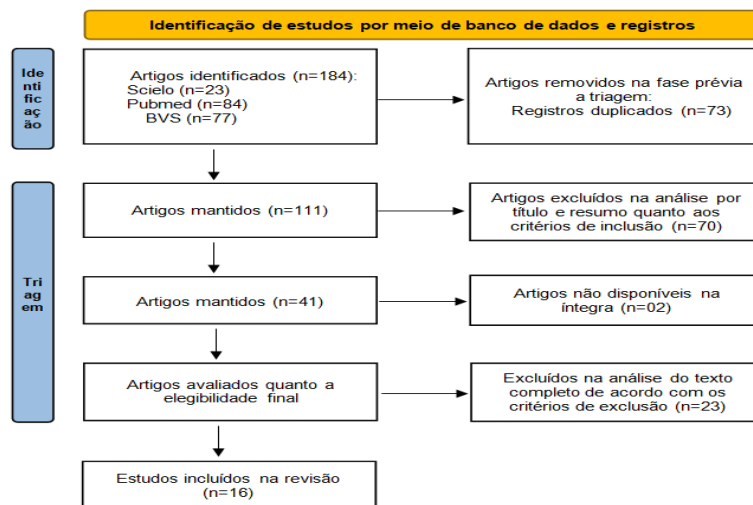 Identificação de estudos por meio de banco de dados e registros
Ide
ntif
icaç
ão
Artigos identificados (n=184):
Scielo (n=23)
Pubmed (n=84)
BVS (n=77)
Artigos removidos na fase prévia
a triagem:
Registros duplicados (n=73)
Tri
ag
em
Artigos mantidos (n=111)
Artigos excluídos na análise por
título e resumo quanto aos
critérios de inclusão (n=70)
Artigos mantidos (n=41)
Artigos não disponíveis na
íntegra (n=02)
Artigos avaliados quanto a
elegibilidade final
Excluídos na análise do texto
completo de acordo com os
critérios de exclusão (n=23)
Estudos incluídos na revisão
(n=16)